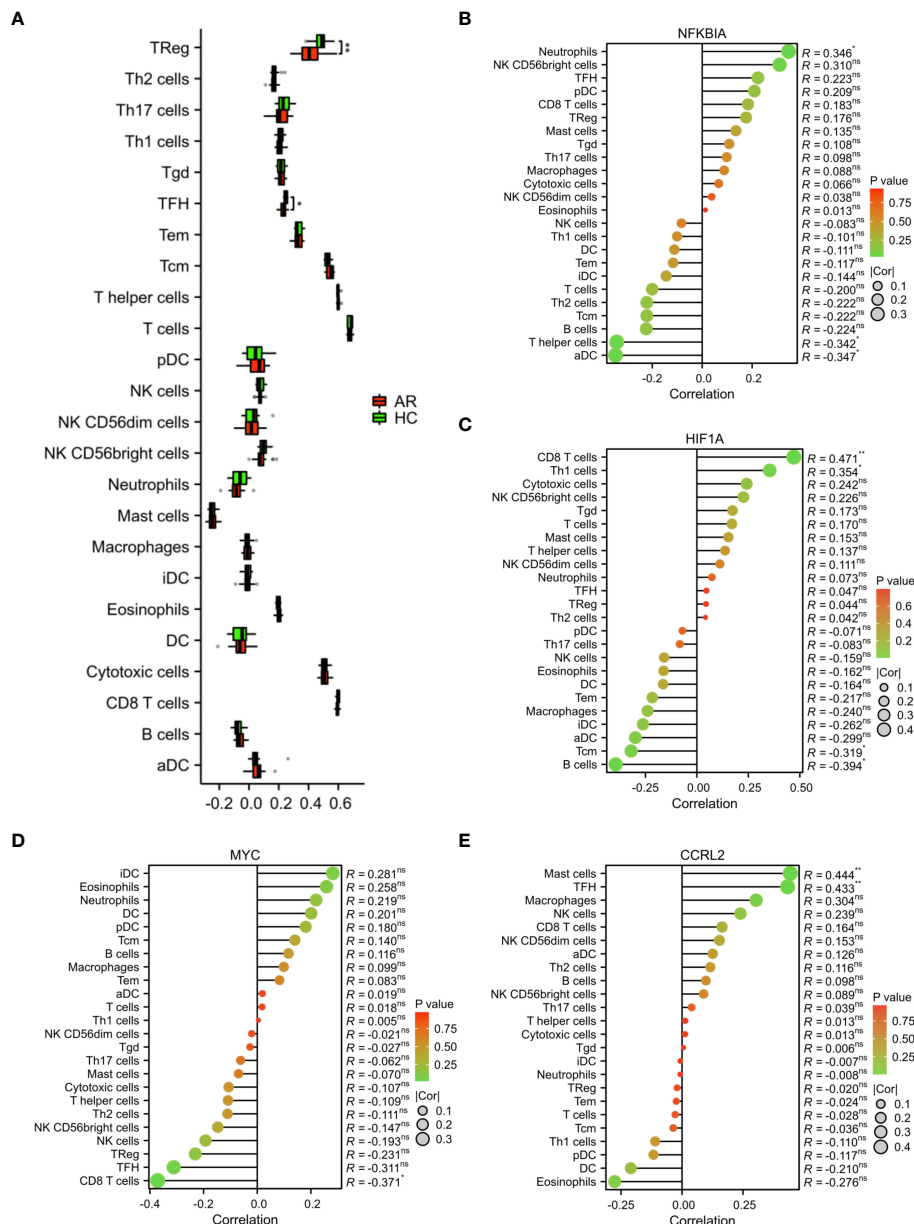 A
TReg
Th2 cells
Th17 cells
Th1 cells
Tgd
TFH
Tem
Tcm
T helper cells
T cells
pDC
NK cells
NK CD56dim cells
NK CD56bright cells
Neutrophils
Mast cells
Macrophages
iDC
Eosinophils
DC
Cytotoxic cells
CD8 T cells
B cells
aDC
**
*
-0.2 0.0 0.2 0.4 0.6
AR
HC
B
NFKBIA
Neutrophils R = 0.346*
NK CD56bright cells R = 0.310ns
TFH R = 0.223ns
pDC R = 0.209ns
CD8 T cells R = 0.183ns
TReg R = 0.176ns
Mast cells R = 0.135ns
Tgd R = 0.108ns
Th17 cells R = 0.098ns
Macrophages R = 0.088ns
Cytotoxic cells R = 0.066ns
NK CD56dim cells R = 0.038ns
Eosinophils R = 0.013ns
NK cells R = -0.083ns
Th1 cells R = -0.101ns
DC R = -0.111ns
Tem R = -0.117ns
iDC R = -0.144ns
T cells R = -0.200ns
Th2 cells R = -0.222ns
Tcm R = -0.222ns
B cells R = -0.224ns
T helper cells R = -0.342*
aDC R = -0.347*
-0.2 0.0 0.2
Correlation
P value
0.75
0.50
0.25
|Cor|
0.1
0.2
0.3
C
HIF1A
CD8 T cells R = 0.471**
Th1 cells R = 0.354*
Cytotoxic cells R = 0.242ns
NK CD56bright cells R = 0.226ns
Tgd R = 0.173ns
T cells R = 0.170ns
Mast cells R = 0.153ns
T helper cells R = 0.137ns
NK CD56dim cells R = 0.111ns
Neutrophils R = 0.073ns
TFH R = 0.047ns
TReg R = 0.044ns
Th2 cells R = 0.042ns
pDC R = -0.071ns
Th17 cells R = -0.083ns
NK cells R = -0.159ns
Eosinophils R = -0.162ns
DC R = -0.164ns
Tem R = -0.217ns
Macrophages R = -0.240ns
iDC R = -0.262ns
aDC R = -0.299ns
Tcm R = -0.319*
B cells R = -0.394*
-0.25 0.00 0.25 0.50
Correlation
P value
0.6
0.4
0.2
|Cor|
0.1
0.2
0.3
0.4
D
MYC
iDC R = 0.281ns
Eosinophils R = 0.258ns
Neutrophils R = 0.219ns
DC R = 0.201ns
pDC R = 0.180ns
Tcm R = 0.140ns
B cells R = 0.116ns
Macrophages R = 0.099ns
Tem R = 0.083ns
aDC R = 0.019ns
T cells R = 0.018ns
Th1 cells R = 0.005ns
NK CD56dim cells R = -0.021ns
Tgd R = -0.027ns
Th17 cells R = -0.062ns
Mast cells R = -0.070ns
Cytotoxic cells R = -0.107ns
T helper cells R = -0.109ns
Th2 cells R = -0.111ns
NK CD56bright cells R = -0.147ns
NK cells R = -0.193ns
TReg R = -0.231ns
TFH R = -0.311ns
CD8 T cells R = -0.371*
-0.4 -0.2 0.0 0.2
Correlation
P value
0.75
0.50
0.25
|Cor|
0.1
0.2
0.3
E
CCRL2
Mast cells R = 0.444**
TFH R = 0.433**
Macrophages R = 0.304ns
NK cells R = 0.239ns
CD8 T cells R = 0.164ns
NK CD56dim cells R = 0.153ns
aDC R = 0.126ns
Th2 cells R = 0.116ns
B cells R = 0.098ns
NK CD56bright cells R = 0.089ns
Th17 cells R = 0.039ns
T helper cells R = 0.013ns
Cytotoxic cells R = 0.013ns
Tgd R = 0.006ns
iDC R = -0.007ns
Neutrophils R = -0.008ns
TReg R = -0.020ns
Tem R = -0.024ns
T cells R = -0.028ns
Tcm R = -0.036ns
Th1 cells R = -0.110ns
pDC R = -0.117ns
DC R = -0.210ns
Eosinophils R = -0.276ns
-0.25 0.00 0.25
Correlation
P value
0.75
0.50
0.25
|Cor|
0.1
0.2
0.3
0.4